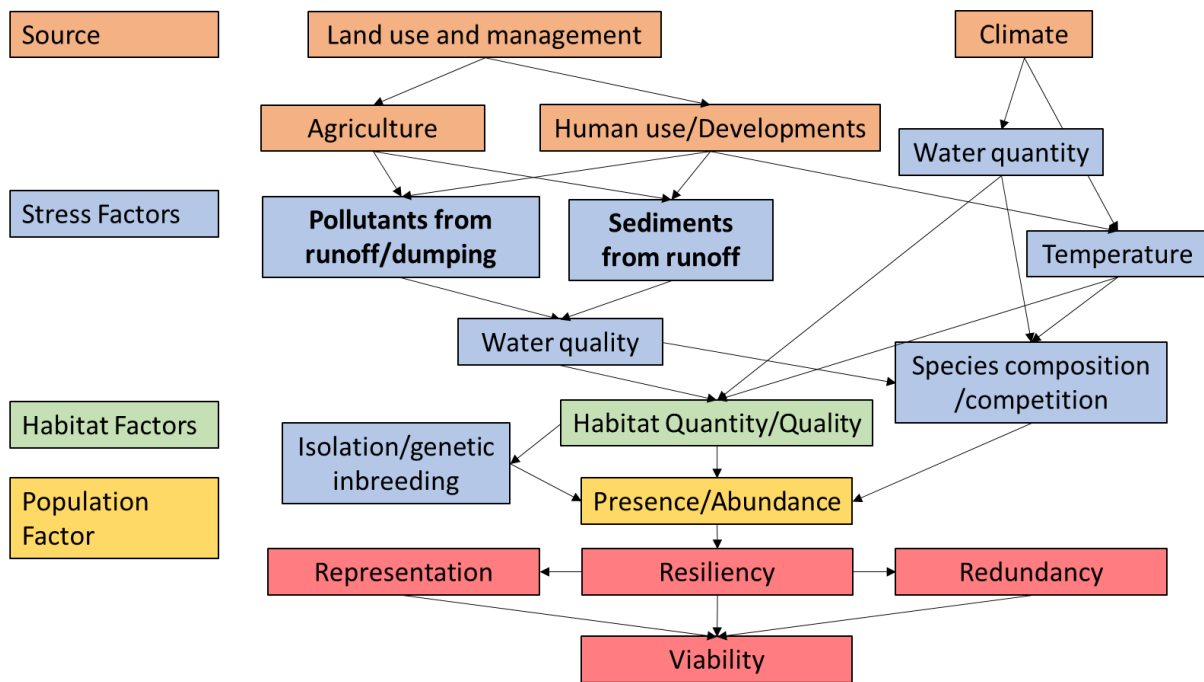 Source
Land use and management
Climate
Agriculture
Human use/Developments
Water quantity
Stress Factors
Pollutants from
runoff/dumping
Sediments
from runoff
Temperature
Water quality
Species composition
/competition
Habitat Factors
Habitat Quantity/Quality
Isolation/genetic
inbreeding
Population
Factor
Presence/Abundance
Representation
Resiliency
Redundancy
Viability